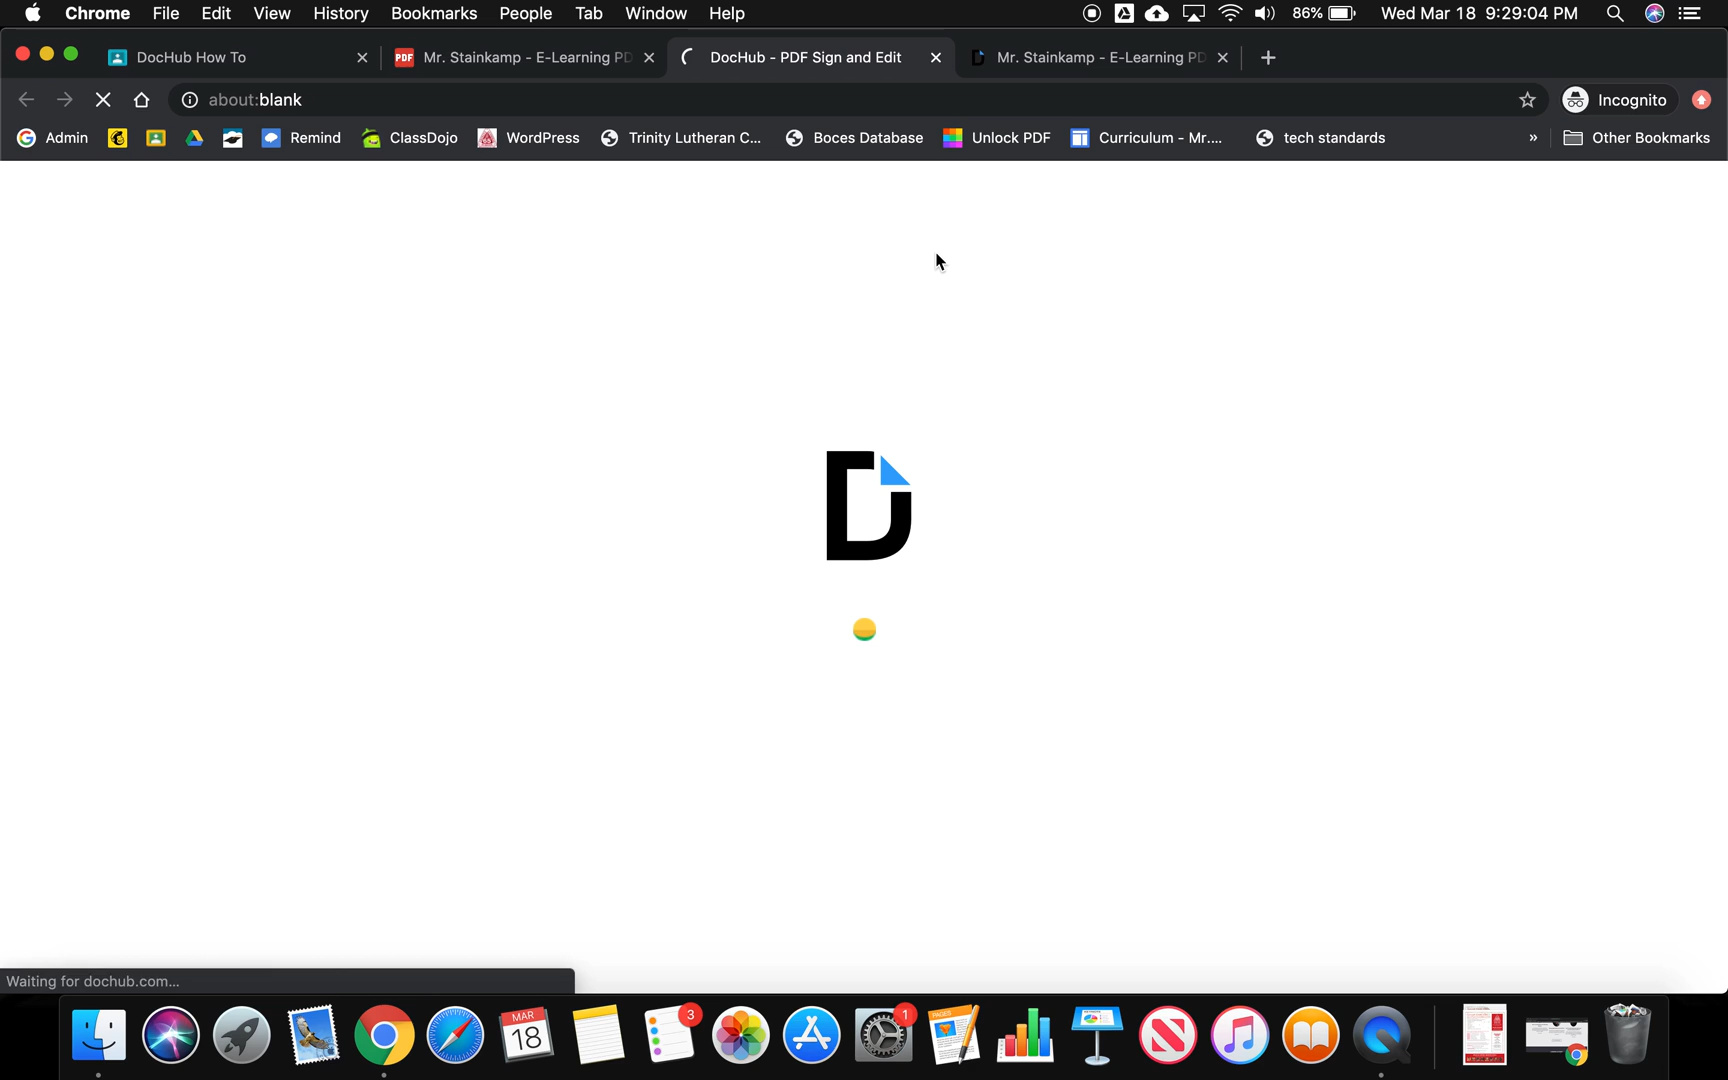 Chrome File Edit View History Bookmarks People Tab Window Help 86% Wed Mar 18 9:29:04 PM
DocHub How To Mr. Stainkamp - E-Learning PD DocHub - PDF Sign and Edit Mr. Stainkamp - E-Learning PD
about:blank Incognito
Admin Remind ClassDojo WordPress Trinity Lutheran C... Boces Database Unlock PDF Curriculum - Mr.... tech standards » Other Bookmarks
Waiting for dochub.com...
MAR 3 1
18
PAGES